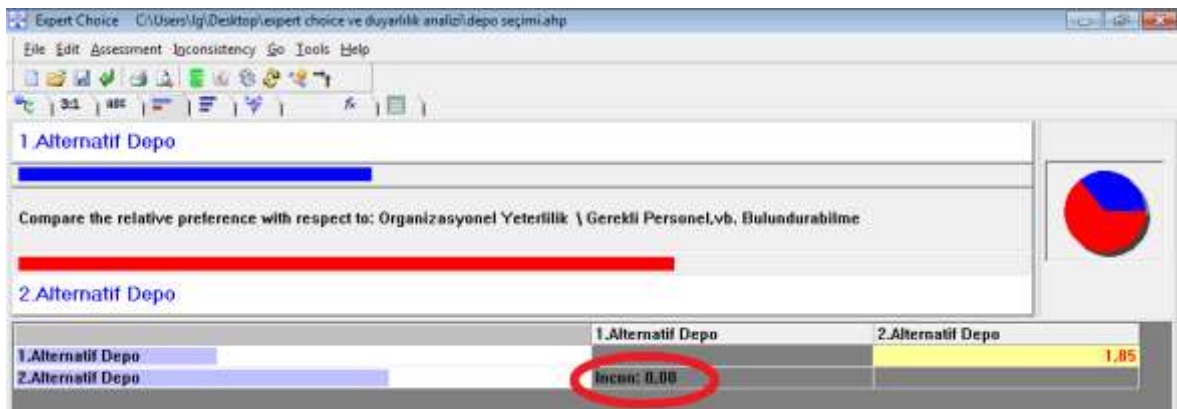 Expert Choice C:\Users\lg\Desktop\expert choice ve duyarlılık analizi\depo seçimi.ahp
File Edit Assessment Inconsistency Go Tools Help
3:1 ABC fx
1.Alternatif Depo
Compare the relative preference with respect to: Organizasyonel Yeterlilik \ Gerekli Personel,vb. Bulundurabilme
2.Alternatif Depo
1.Alternatif Depo 2.Alternatif Depo
1.Alternatif Depo 1,85
2.Alternatif Depo Incon: 0,00